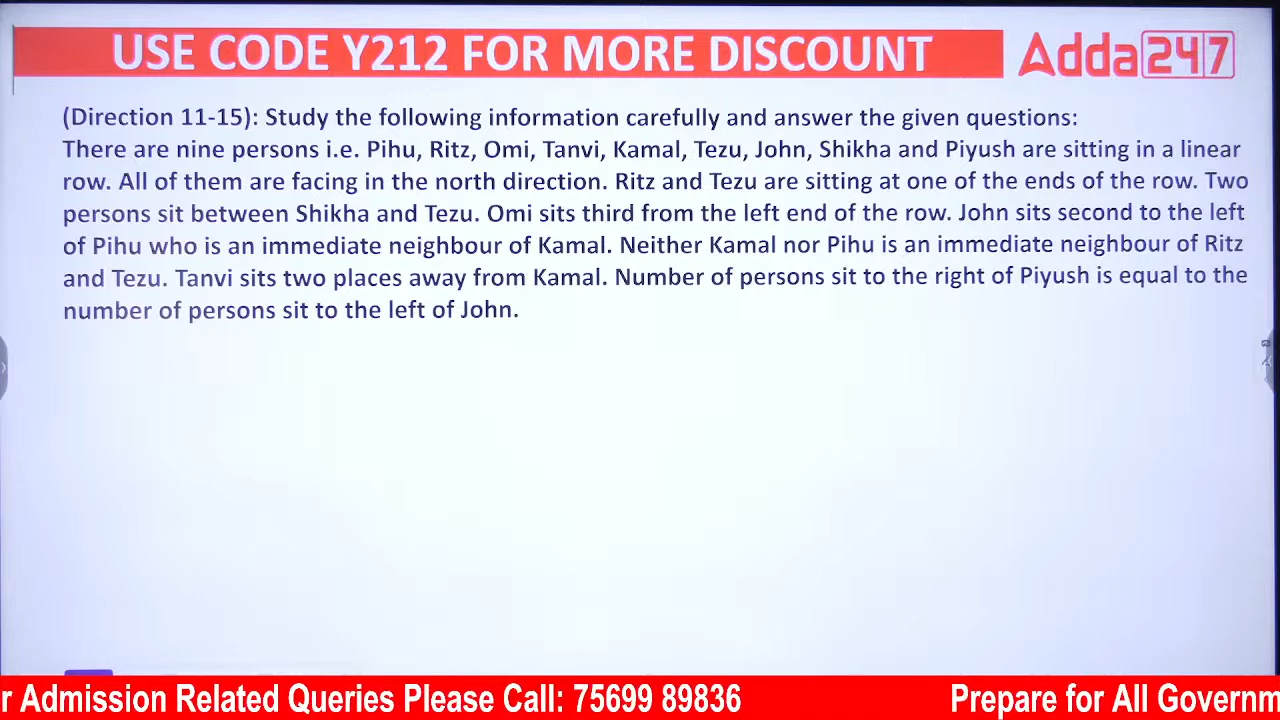 USE CODE Y212 FOR MORE DISCOUNT
Adda247
(Direction 11-15): Study the following information carefully and answer the given questions:
There are nine persons i.e. Pihu, Ritz, Omi, Tanvi, Kamal, Tezu, John, Shikha and Piyush are sitting in a linear
row. All of them are facing in the north direction. Ritz and Tezu are sitting at one of the ends of the row. Two
persons sit between Shikha and Tezu. Omi sits third from the left end of the row. John sits second to the left
of Pihu who is an immediate neighbour of Kamal. Neither Kamal nor Pihu is an immediate neighbour of Ritz
and Tezu. Tanvi sits two places away from Kamal. Number of persons sit to the right of Piyush is equal to the
number of persons sit to the left of John.
r Admission Related Queries Please Call: 75699 89836 Prepare for All Governm